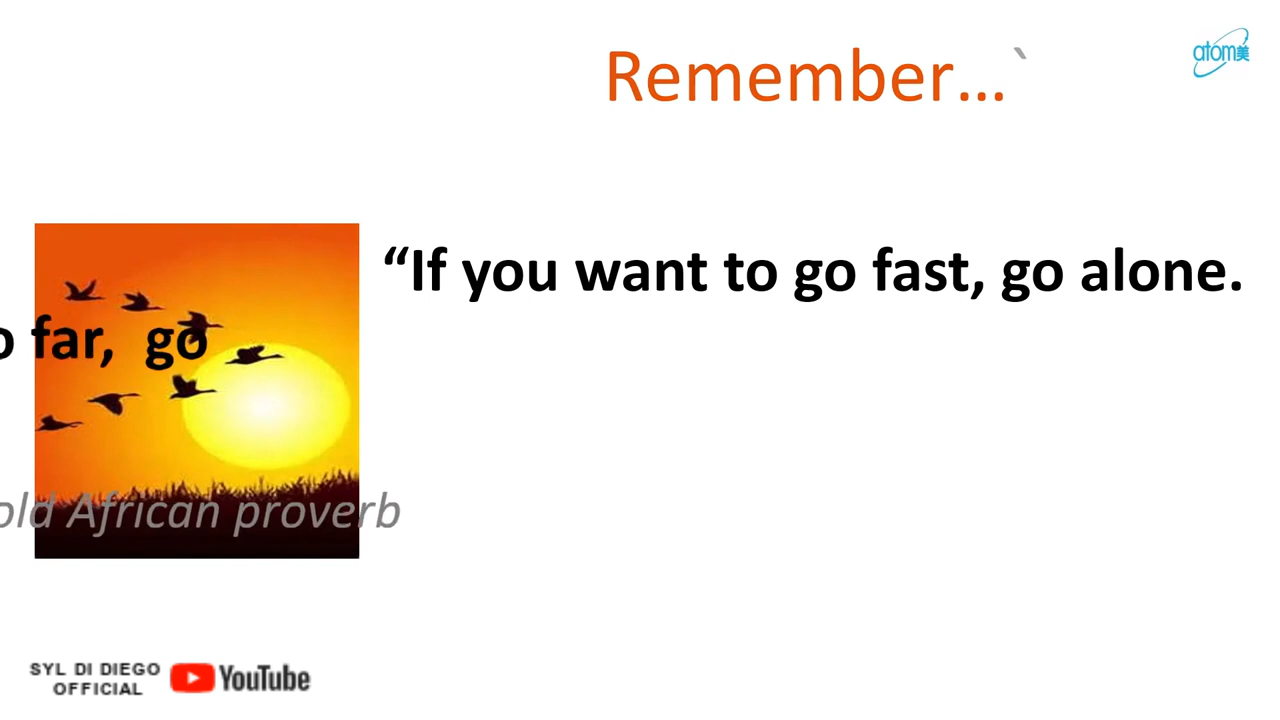 Remember...`
atom美
“If you want to go fast, go alone.
o far, go
old African proverb
SYL DI DIEGO
OFFICIAL
YouTube